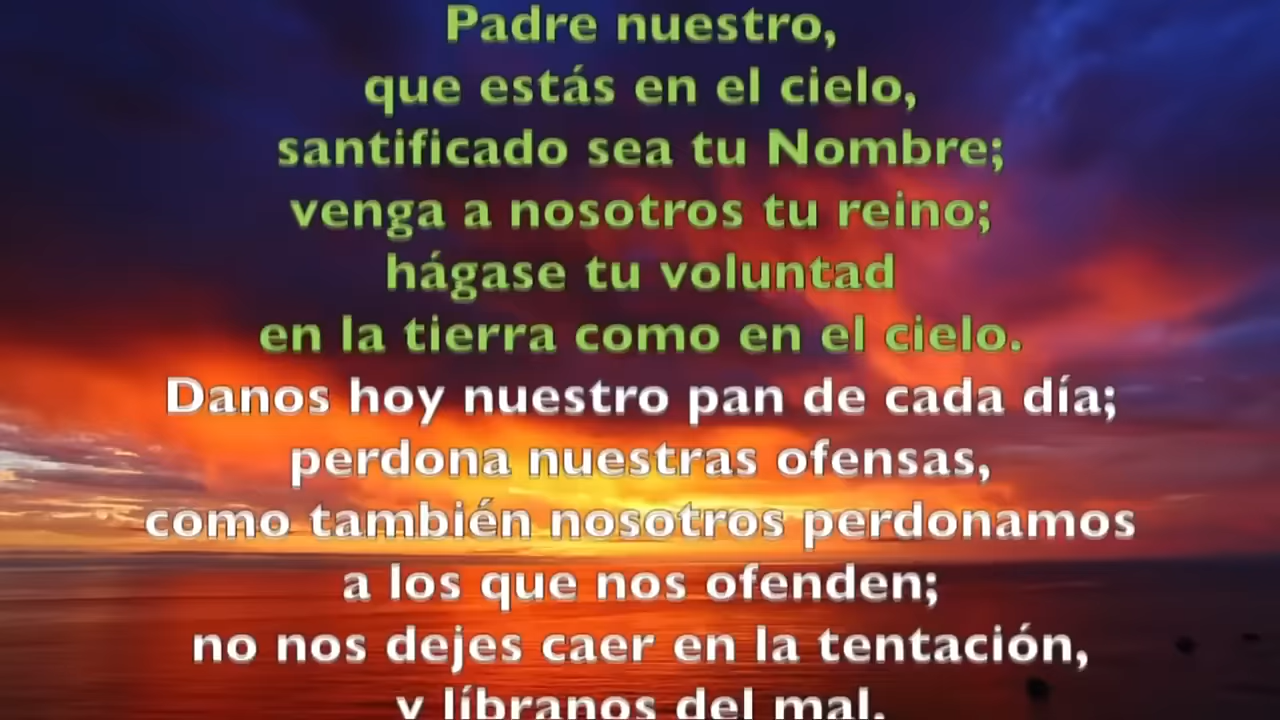 Padre nuestro,
que estás en el cielo,
santificado sea tu Nombre;
venga a nosotros tu reino;
hágase tu voluntad
en la tierra como en el cielo.
Danos hoy nuestro pan de cada día;
perdona nuestras ofensas,
como también nosotros perdonamos
a los que nos ofenden;
no nos dejes caer en la tentación,
y líbranos del mal.